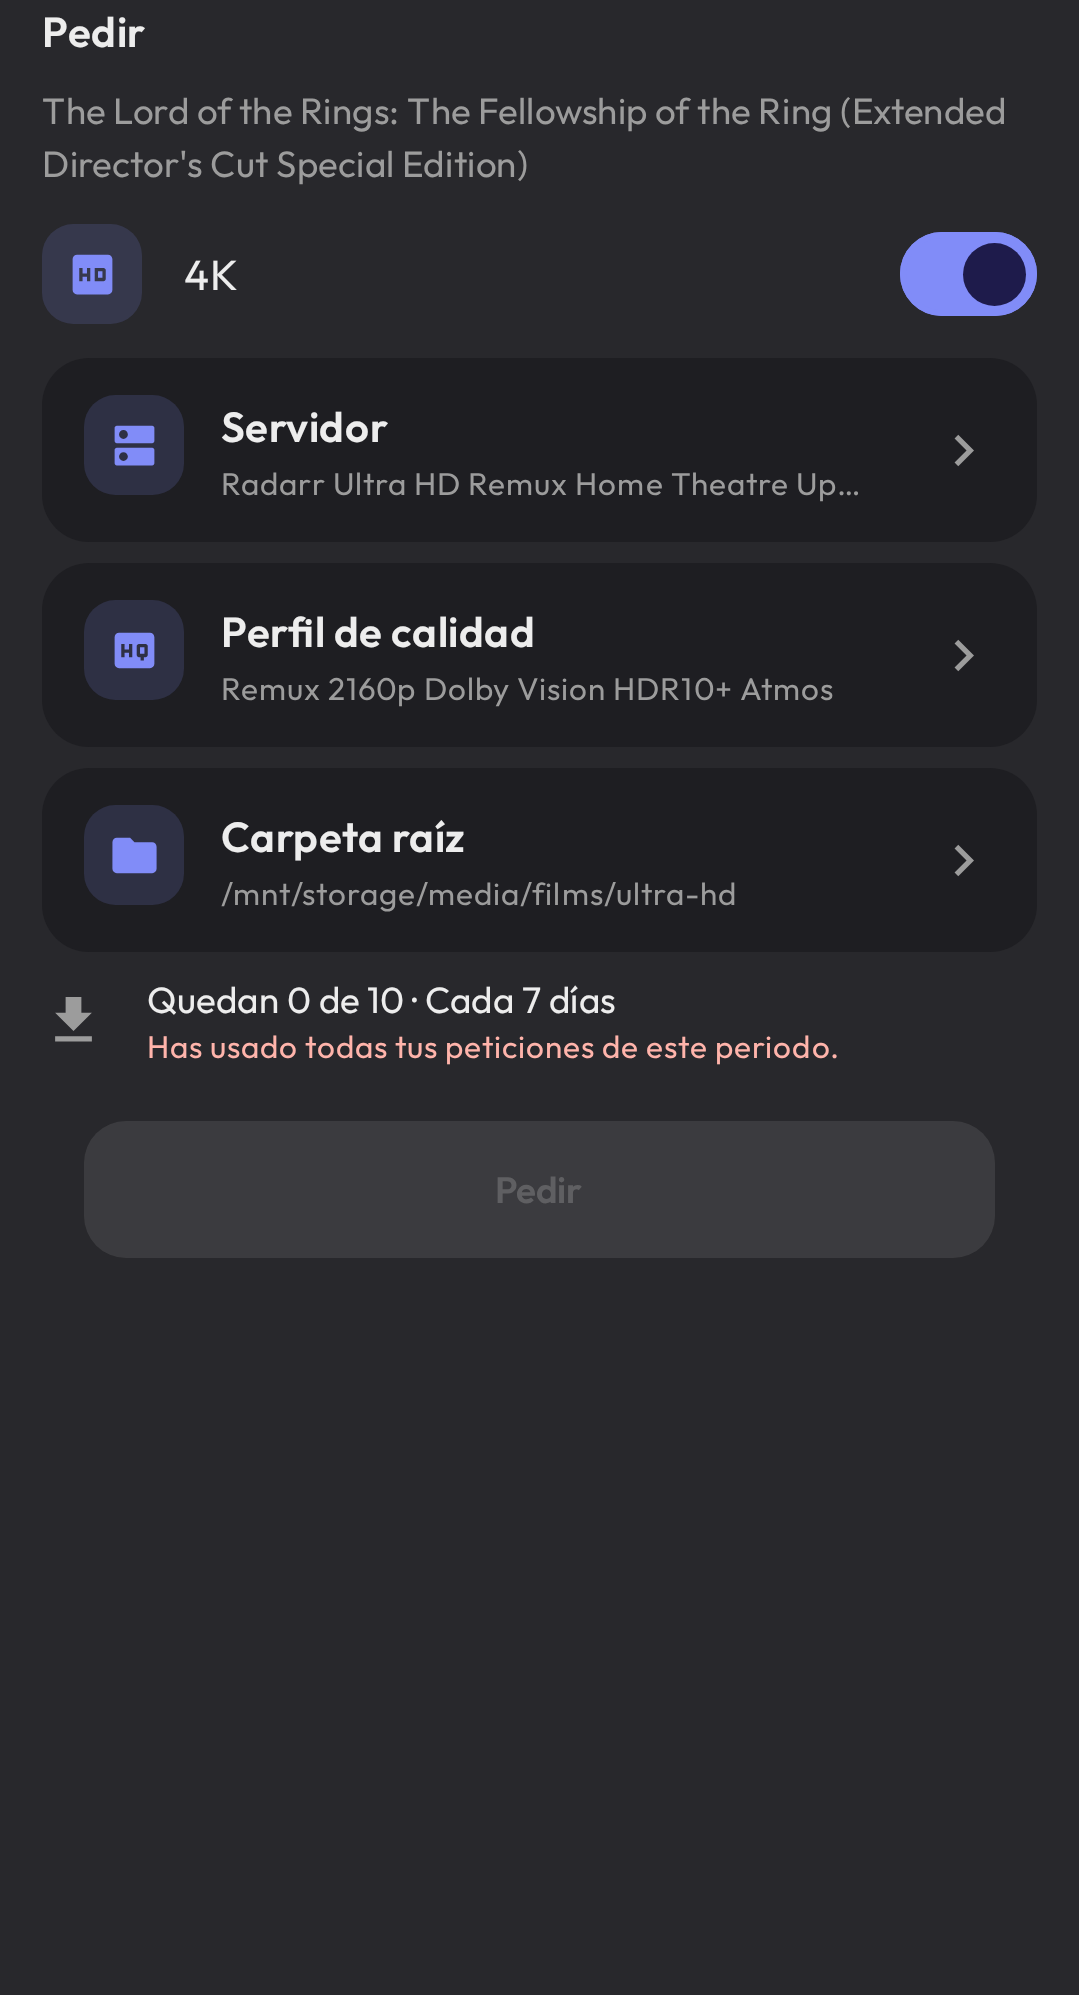 Pedir
The Lord of the Rings: The Fellowship of the Ring (Extended
Director's Cut Special Edition)
HD
4K
Servidor
Radarr Ultra HD Remux Home Theatre Up…
HQ
Perfil de calidad
Remux 2160p Dolby Vision HDR10+ Atmos
Carpeta raíz
/mnt/storage/media/films/ultra-hd
Quedan 0 de 10 · Cada 7 días
Has usado todas tus peticiones de este periodo.
Pedir